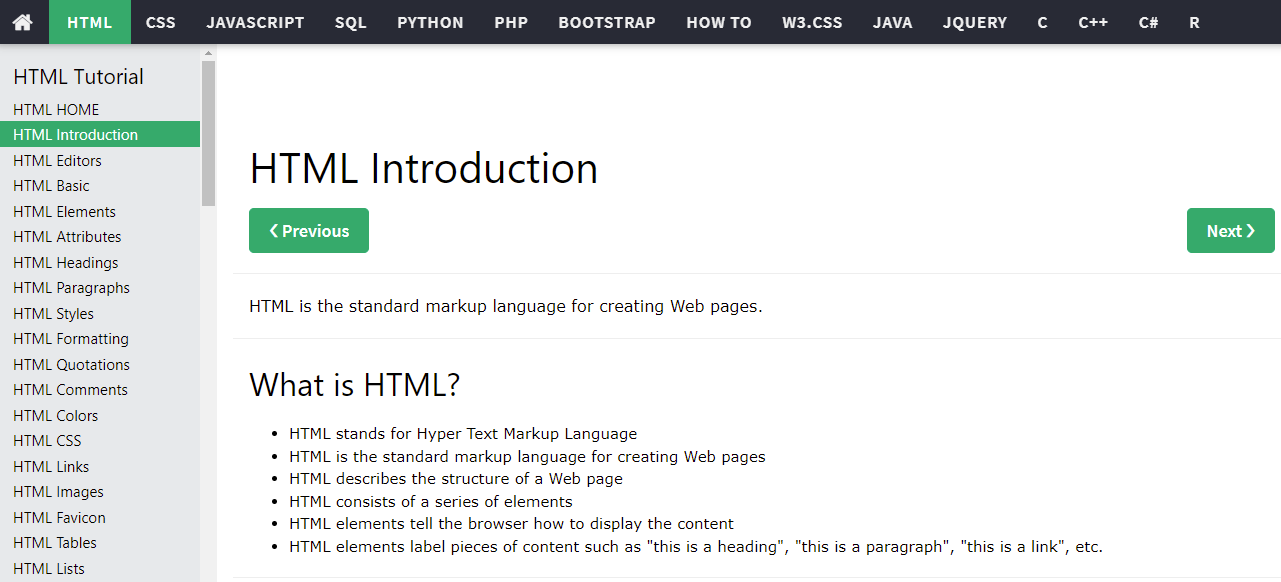 HTML CSS JAVASCRIPT SQL PYTHON PHP BOOTSTRAP HOW TO W3.CSS JAVA JQUERY C C++ C# R
HTML Tutorial
HTML HOME
HTML Introduction
HTML Editors
HTML Basic
HTML Elements
HTML Attributes
HTML Headings
HTML Paragraphs
HTML Styles
HTML Formatting
HTML Quotations
HTML Comments
HTML Colors
HTML CSS
HTML Links
HTML Images
HTML Favicon
HTML Tables
HTML Lists
HTML Introduction
❮ Previous
Next ❯
HTML is the standard markup language for creating Web pages.
What is HTML?
• HTML stands for Hyper Text Markup Language
• HTML is the standard markup language for creating Web pages
• HTML describes the structure of a Web page
• HTML consists of a series of elements
• HTML elements tell the browser how to display the content
• HTML elements label pieces of content such as "this is a heading", "this is a paragraph", "this is a link", etc.